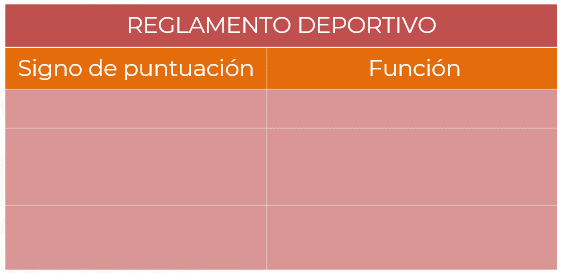 REGLAMENTO DEPORTIVO
Signo de puntuación Función